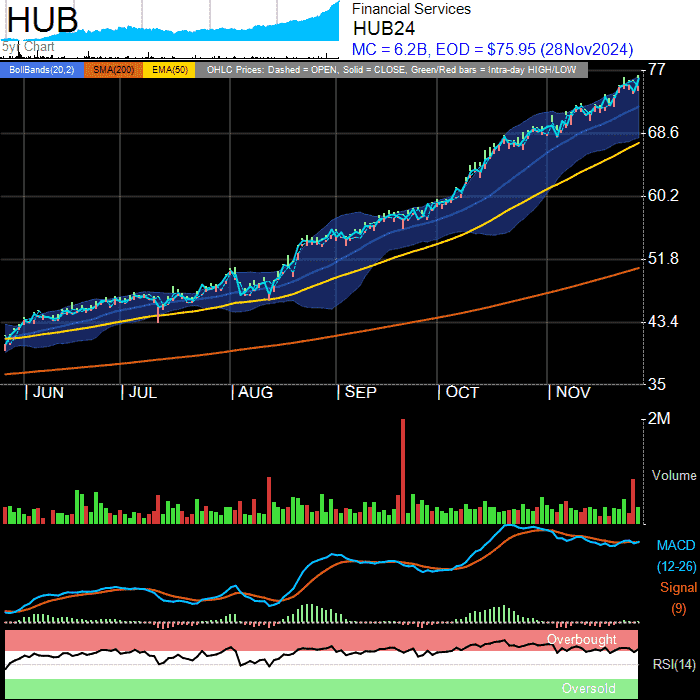 HUB
5yr Chart
Financial Services
HUB24
MC = 6.2B, EOD = $75.95 (28Nov2024)
BollBands(20,2) SMA(200) EMA(50) OHLC Prices: Dashed = OPEN, Solid = CLOSE, Green/Red bars = Intra-day HIGH/LOW
77
68.6
60.2
51.8
43.4
35
JUN JUL AUG SEP OCT NOV
2M
Volume
MACD
(12-26)
Signal
(9)
Overbought
RSI(14)
Oversold